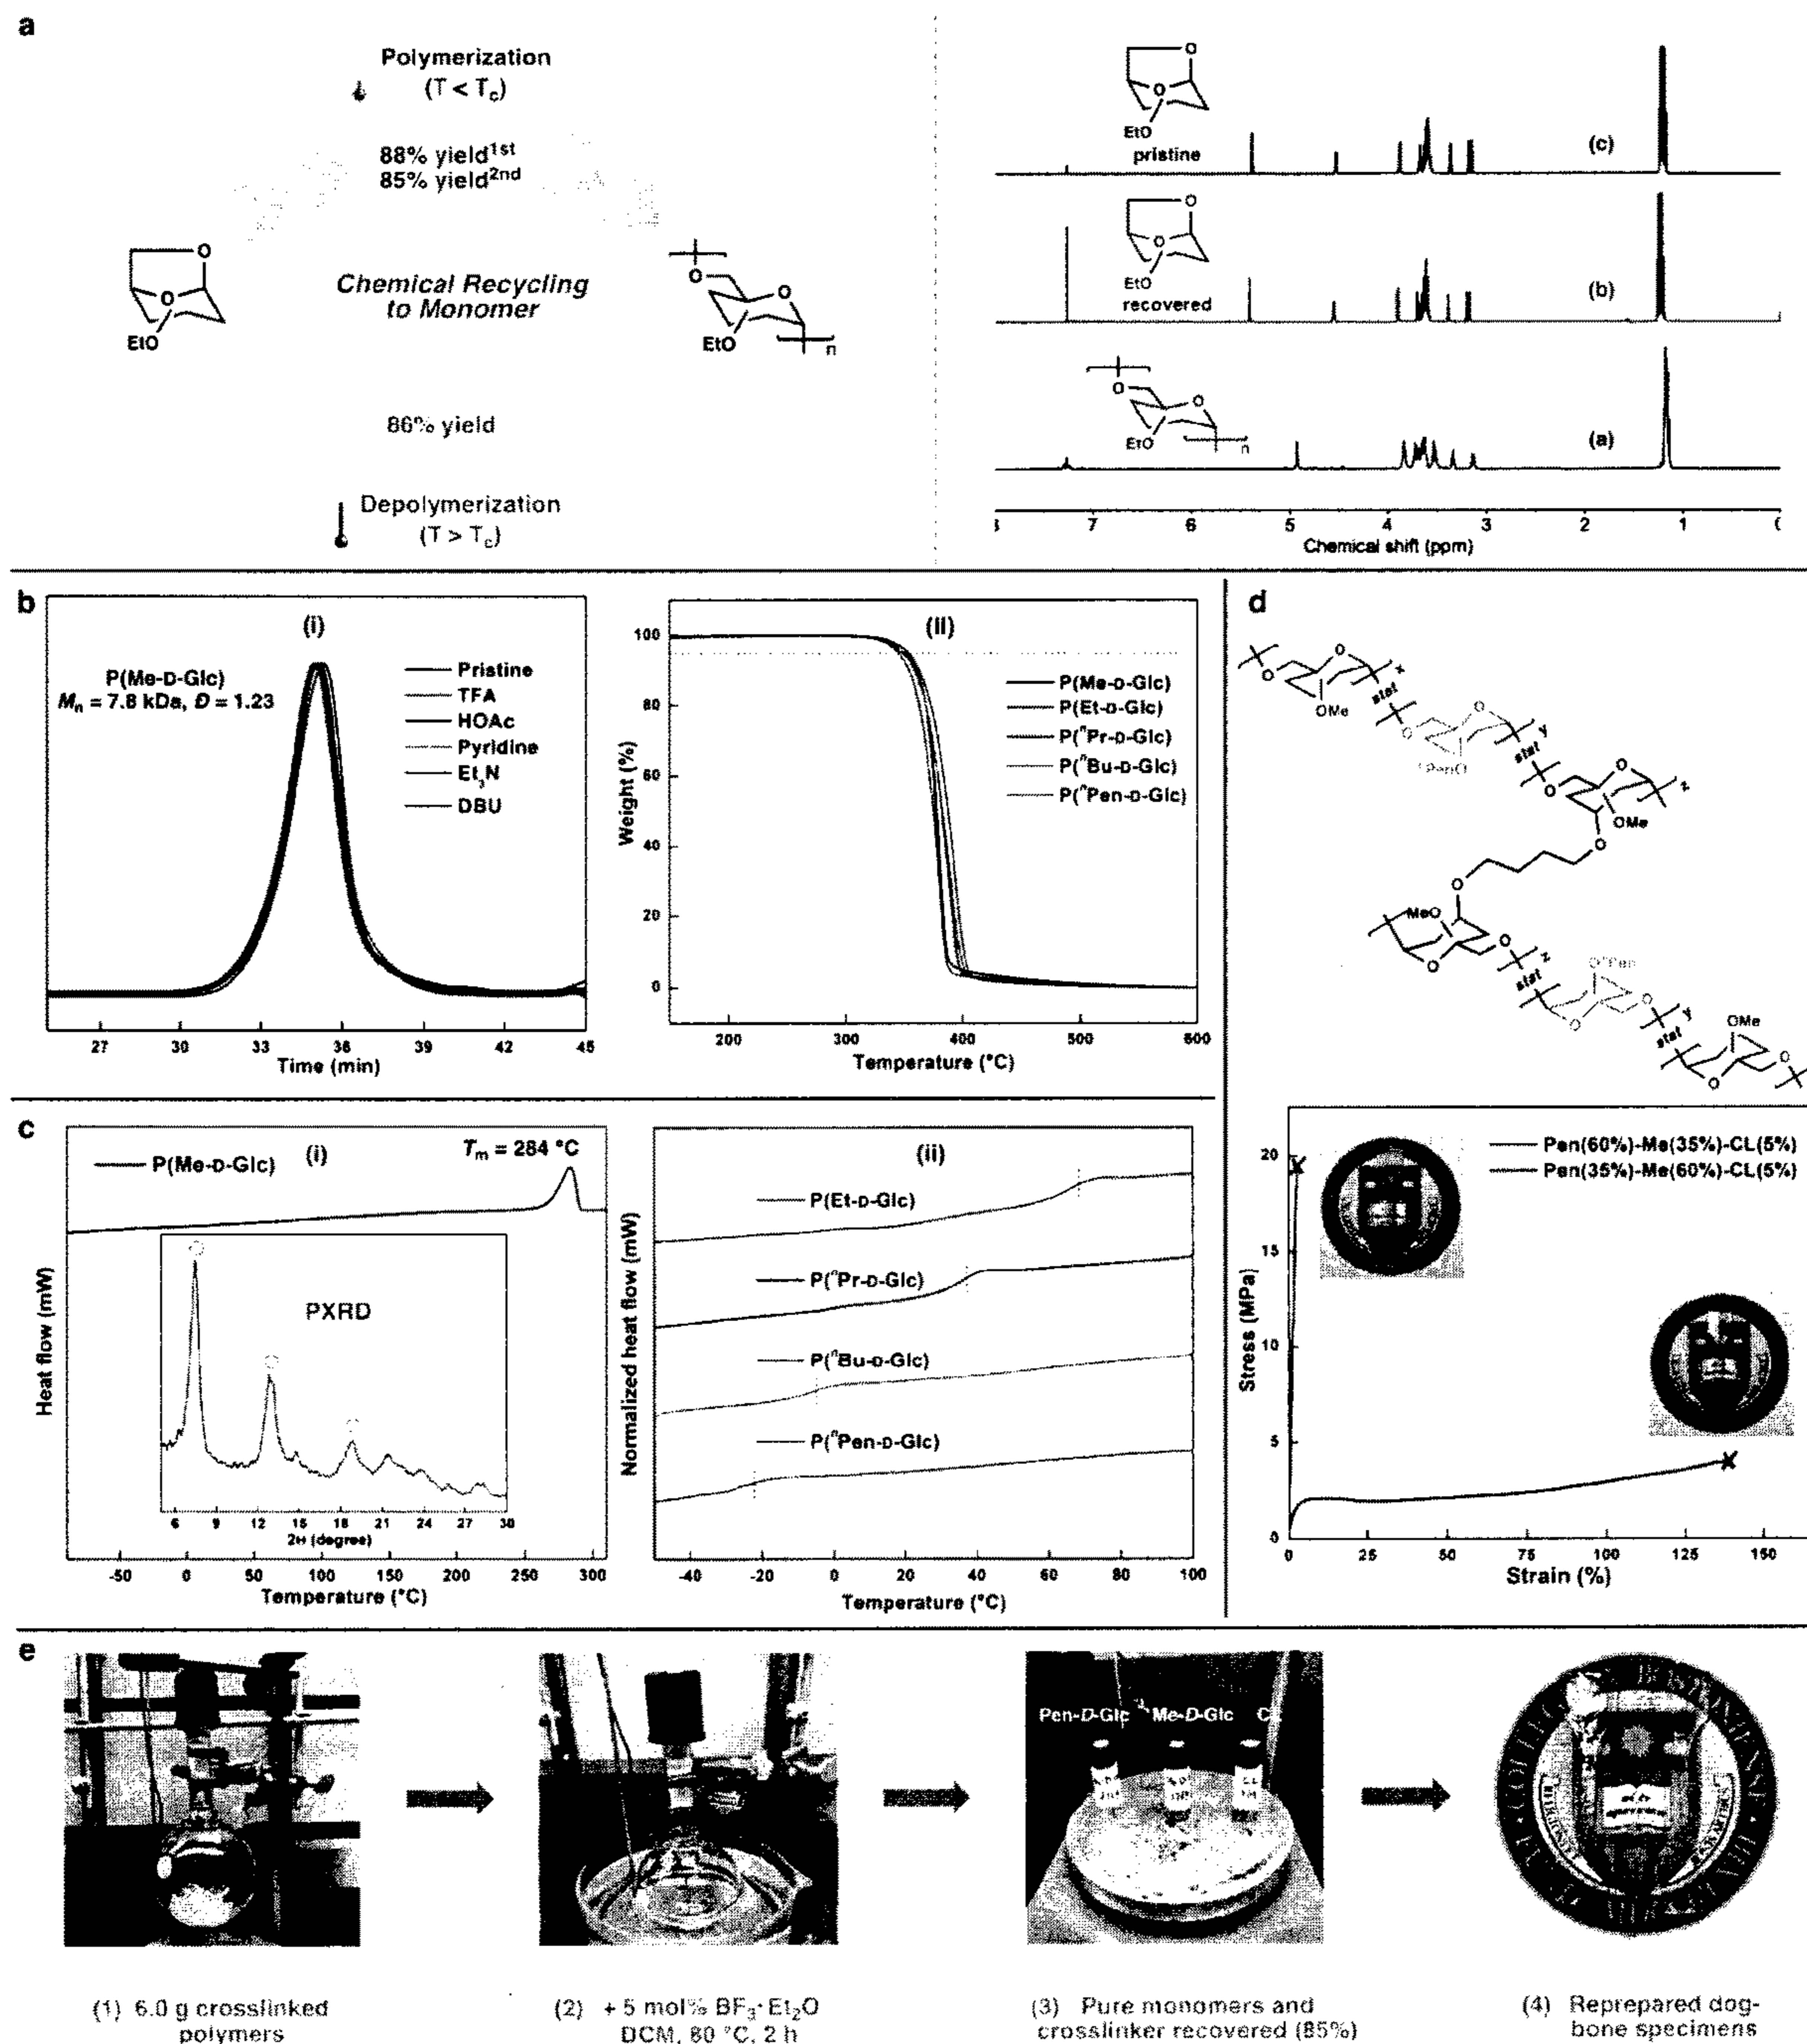 a
Polymerization
(T < Tc)
88% yield1st
85% yield2nd
Chemical Recycling
to Monomer
O
O
EtO
O
O
EtO
n
86% yield
Depolymerization
(T > Tc)
O
O
EtO
pristine
(c)
O
O
EtO
recovered
(b)
O
O
EtO
n
(a)
7
6
5
4
3
2
1
Chemical shift (ppm)
b
(i)
P(Me-D-Glc)
Mn = 7.8 kDa, Đ = 1.23
Pristine
TFA
HOAc
Pyridine
Et3N
DBU
27
30
33
36
39
42
45
Time (min)
(ii)
Weight (%)
100
80
60
40
20
0
P(Me-D-Glc)
P(Et-D-Glc)
P(nPr-D-Glc)
P(nBu-D-Glc)
P(nPen-D-Glc)
200
300
400
500
600
Temperature (°C)
c
P(Me-D-Glc)
(i)
Tm = 284 °C
Heat flow (mW)
PXRD
6
9
12
15
18
21
24
27
30
(degree)
-50
0
50
100
150
200
250
300
Temperature (°C)
(ii)
Normalized heat flow (mW)
P(Et-D-Glc)
P(nPr-D-Glc)
P(nBu-D-Glc)
P(nPen-D-Glc)
-40
-20
0
20
40
60
80
100
Temperature (°C)
d
O
O
OMe
x
stat
O
O
PenO
y
stat
O
O
OMe
z
O
O
MeO
O
O
z
stat
OnPen
O
O
y
stat
OMe
O
O
Pen(60%)-Me(35%)-CL(5%)
Pen(35%)-Me(60%)-CL(5%)
Stress (MPa)
20
15
10
5
0
0
25
50
75
100
125
150
Strain (%)
e
Pen-D-Glc
Me-D-Glc
(1) 6.0 g crosslinked
polymers
(2) + 5 mol% BF3·Et2O
DCM, 80 °C, 2 h
(3) Pure monomers and
crosslinker recovered (85%)
(4) Reprepared dog-
bone specimens